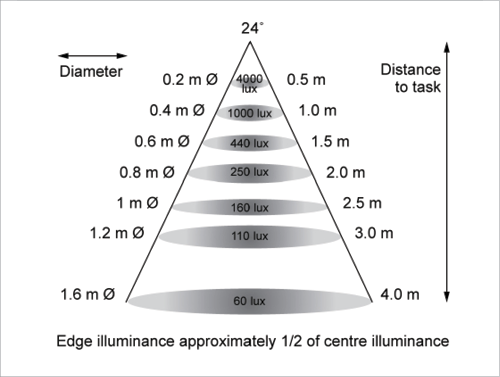 24°
Diameter
Distance
to task
0.2 m Ø 4000 lux 0.5 m
0.4 m Ø 1000 lux 1.0 m
0.6 m Ø 440 lux 1.5 m
0.8 m Ø 250 lux 2.0 m
1 m Ø 160 lux 2.5 m
1.2 m Ø 110 lux 3.0 m
1.6 m Ø 60 lux 4.0 m
Edge illuminance approximately 1/2 of centre illuminance